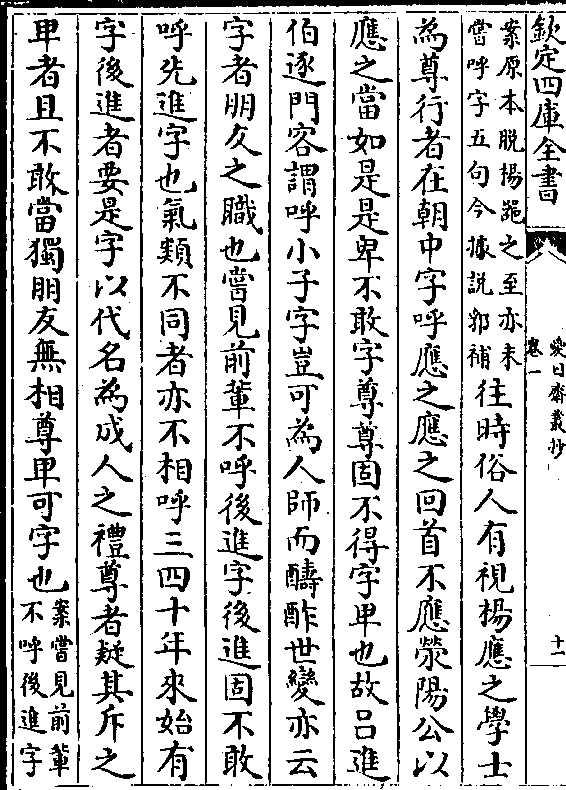 欽定四庫全書
愛日齋叢抄
卷一
十一
案原本脱楊巹之至亦未
嘗呼字五句今據説郛補
往時俗人有視楊應之學士
為尊行者在朝中字呼應之應之回首不應滎陽公以
應之當如是是卑不敢字尊尊固不得字卑也故吕進
伯逐門客謂呼小子字豈可為人師而醻酢世變亦云
字者朋友之職也嘗見前輩不呼後進字後進固不敢
呼先進字也氣類不同者亦不相呼三四十年來始有
字後進者要是字以代名為成人之禮尊者疑其斥之
卑者且不敢當獨朋友無相尊卑可字也
案嘗見前輩
不呼後進字